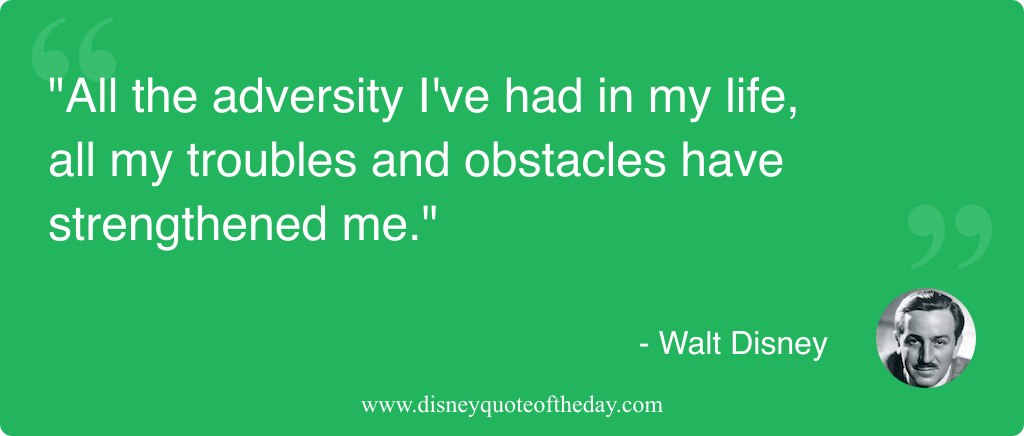 "All the adversity I've had in my life,
all my troubles and obstacles have
strengthened me."
- Walt Disney
www.disneyquoteoftheday.com